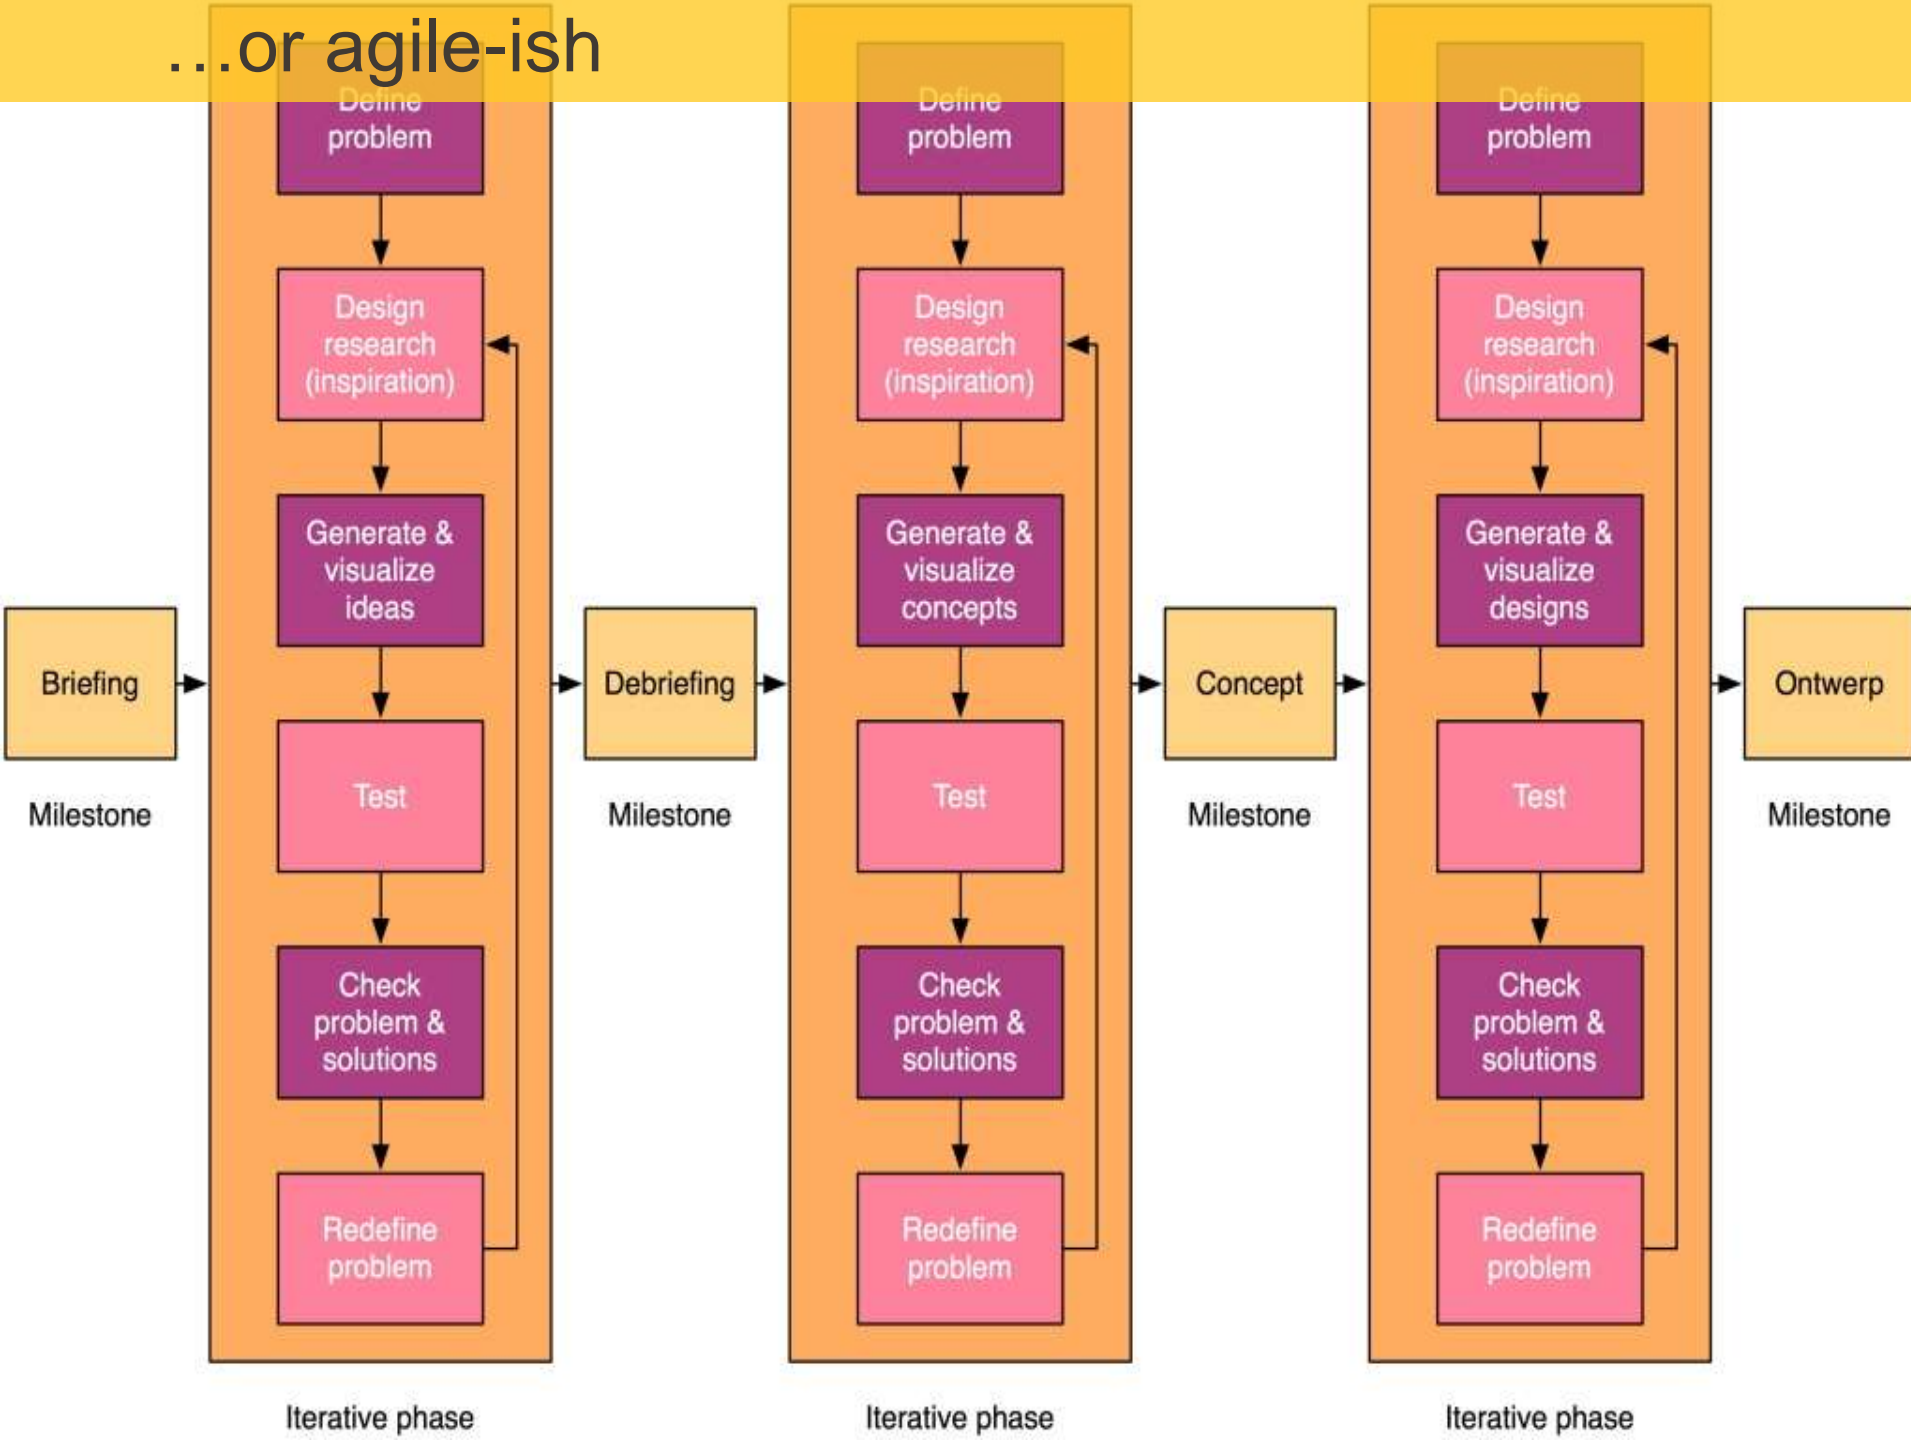 …or agile-ish
Briefing
Milestone
Define
problem
Design
research
(inspiration)
Generate &
visualize
ideas
Test
Check
problem &
solutions
Redefine
problem
Iterative phase
Debriefing
Milestone
Define
problem
Design
research
(inspiration)
Generate &
visualize
concepts
Test
Check
problem &
solutions
Redefine
problem
Iterative phase
Concept
Milestone
Define
problem
Design
research
(inspiration)
Generate &
visualize
designs
Test
Check
problem &
solutions
Redefine
problem
Iterative phase
Ontwerp
Milestone